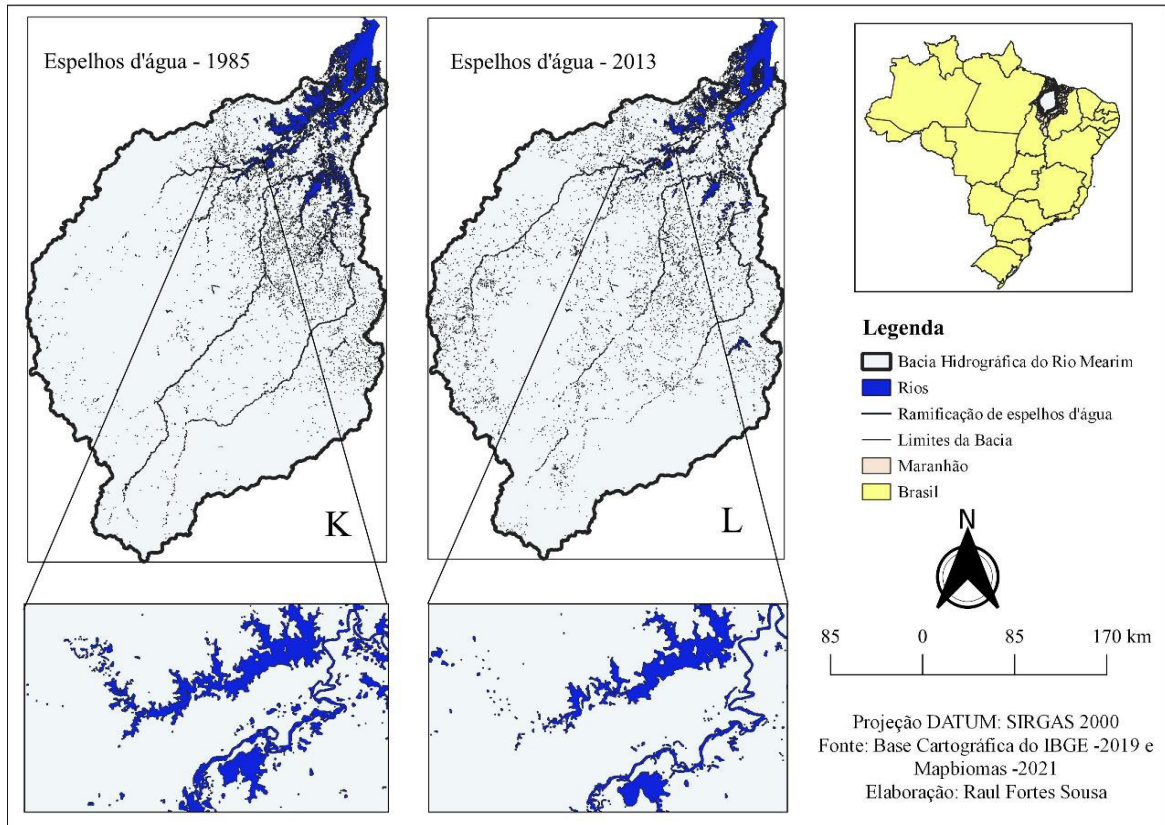 Espelhos d'água - 1985
Espelhos d'água - 2013
K
L
Legenda
Bacia Hidrográfica do Rio Mearim
Rios
Ramificação de espelhos d'água
Limites da Bacia
Maranhão
Brasil
N
85 0 85 170 km
Projeção DATUM: SIRGAS 2000
Fonte: Base Cartográfica do IBGE -2019 e
Mapbiomas -2021
Elaboração: Raul Fortes Sousa